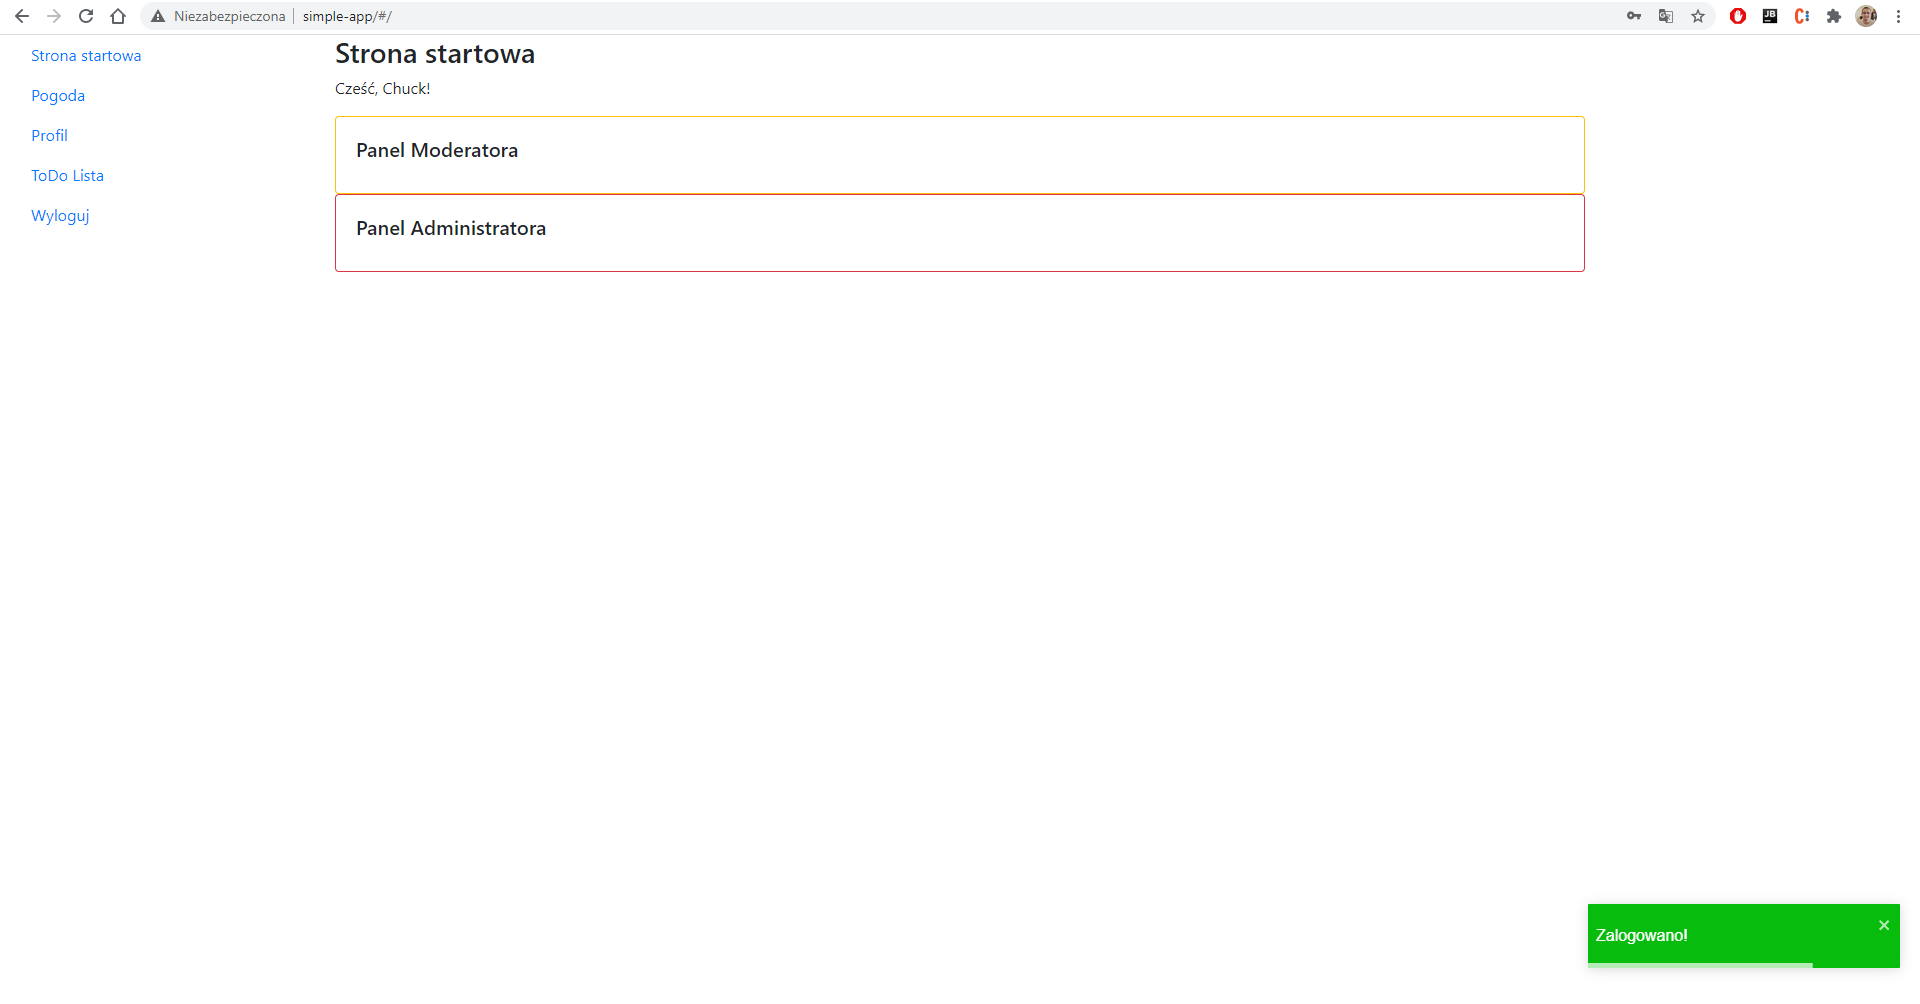 Niezabezpieczona | simple-app/#/
JB
Strona startowa
Pogoda
Profil
ToDo Lista
Wyloguj
Strona startowa
Cześć, Chuck!
Panel Moderatora
Panel Administratora
Zalogowano!